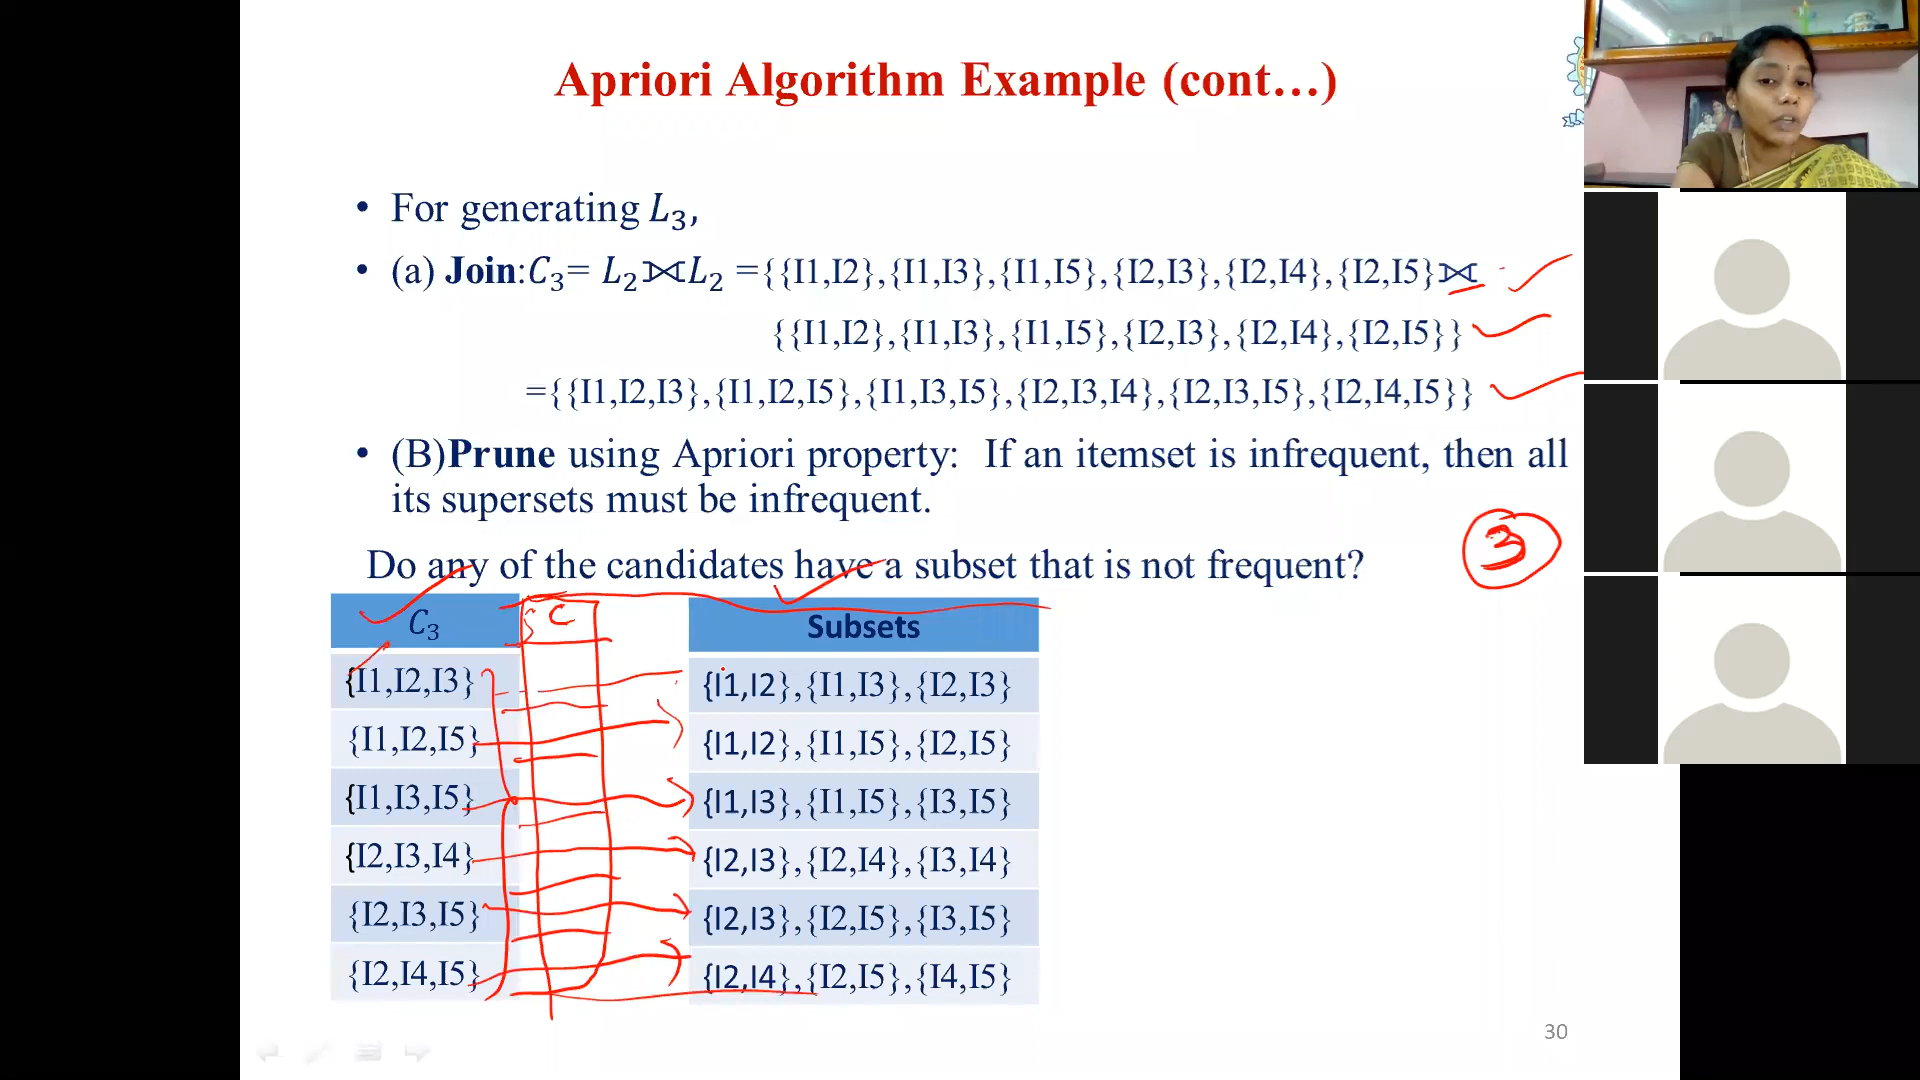 Apriori Algorithm Example (cont…)
• For generating L₃,
• (a) Join:C₃= L₂⋈L₂ ={{I1,I2},{I1,I3},{I1,I5},{I2,I3},{I2,I4},{I2,I5}⋈
{{I1,I2},{I1,I3},{I1,I5},{I2,I3},{I2,I4},{I2,I5}}
={{I1,I2,I3},{I1,I2,I5},{I1,I3,I5},{I2,I3,I4},{I2,I3,I5},{I2,I4,I5}}
• (B)Prune using Apriori property: If an itemset is infrequent, then all
its supersets must be infrequent.
3
Do any of the candidates have a subset that is not frequent?
C₃ C Subsets
{I1,I2,I3} {I1,I2},{I1,I3},{I2,I3}
{I1,I2,I5} {I1,I2},{I1,I5},{I2,I5}
{I1,I3,I5} {I1,I3},{I1,I5},{I3,I5}
{I2,I3,I4} {I2,I3},{I2,I4},{I3,I4}
{I2,I3,I5} {I2,I3},{I2,I5},{I3,I5}
{I2,I4,I5} {I2,I4},{I2,I5},{I4,I5}
30